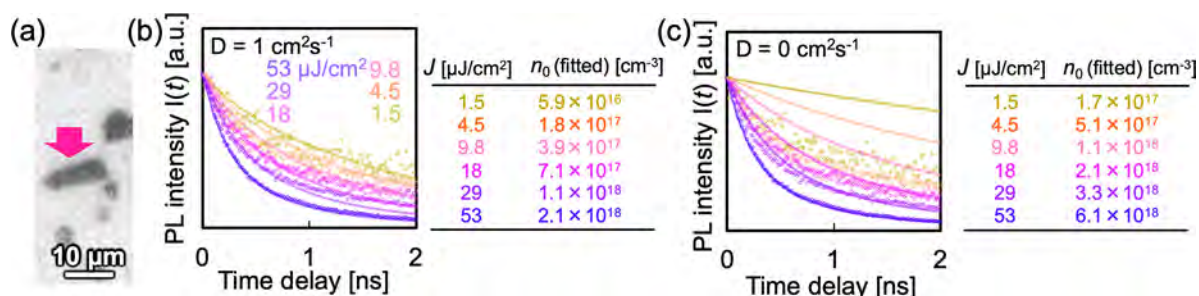 (a)
10 μm
(b)
PL intensity I(t) [a.u.]
D = 1 cm²s⁻¹
53 μJ/cm² 9.8
29 4.5
18 1.5
0 1 2
Time delay [ns]
J [μJ/cm²] n₀ (fitted) [cm⁻³]
1.5 5.9 × 10¹⁶
4.5 1.8 × 10¹⁷
9.8 3.9 × 10¹⁷
18 7.1 × 10¹⁷
29 1.1 × 10¹⁸
53 2.1 × 10¹⁸
(c)
PL intensity I(t) [a.u.]
D = 0 cm²s⁻¹
0 1 2
Time delay [ns]
J [μJ/cm²] n₀ (fitted) [cm⁻³]
1.5 1.7 × 10¹⁷
4.5 5.1 × 10¹⁷
9.8 1.1 × 10¹⁸
18 2.1 × 10¹⁸
29 3.3 × 10¹⁸
53 6.1 × 10¹⁸